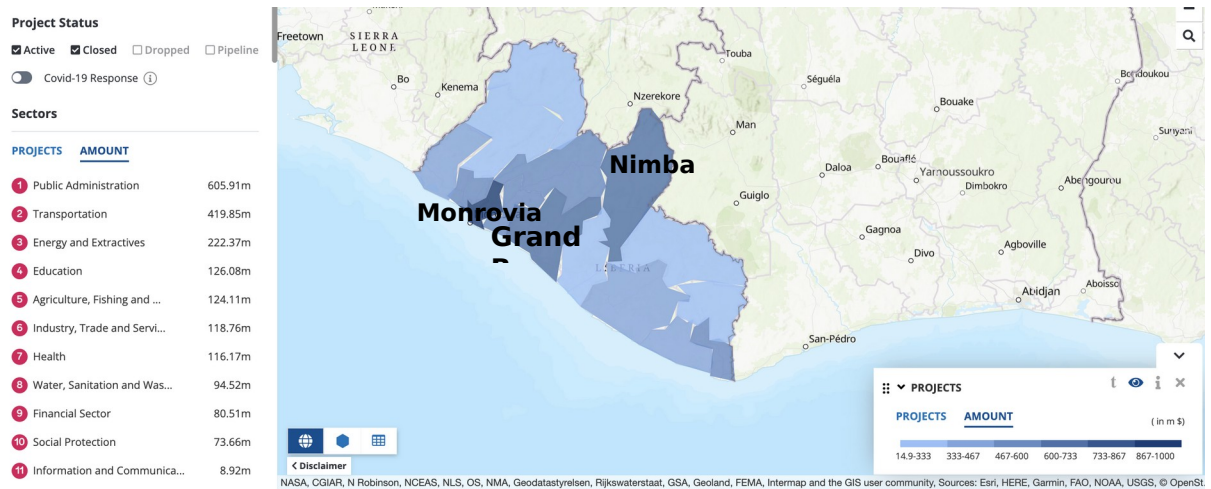 Project Status
Active Closed Dropped Pipeline
Covid-19 Response i
Sectors
PROJECTS AMOUNT
1 Public Administration 605.91m
2 Transportation 419.85m
3 Energy and Extractives 222.37m
4 Education 126.08m
5 Agriculture, Fishing and ... 124.11m
6 Industry, Trade and Servi... 118.76m
7 Health 116.17m
8 Water, Sanitation and Was... 94.52m
9 Financial Sector 80.51m
10 Social Protection 73.66m
11 Information and Communica... 8.92m
Freetown
SIERRA
LEONE
Bo
Kenema
Nzerekore
Touba
Séguéla
Bondoukou
Bouake
Man
Sunyani
Nimba
Daloa
Bouaflé
Yamoussoukro
Dimbokro
Abengourou
Guiglo
Monrovia
Grand
Gagnoa
Divo
Agboville
LIBERIA
Abidjan
Aboisso
San-Pédro
PROJECTS
t i ×
PROJECTS AMOUNT ( in m $)
14.9-333 333-467 467-600 600-733 733-867 867-1000
Disclaimer
NASA, CGIAR, N Robinson, NCEAS, NLS, OS, NMA, Geodatastyrelsen, Rijkswaterstaat, GSA, Geoland, FEMA, Intermap and the GIS user community, Sources: Esri, HERE, Garmin, FAO, NOAA, USGS, © OpenSt.